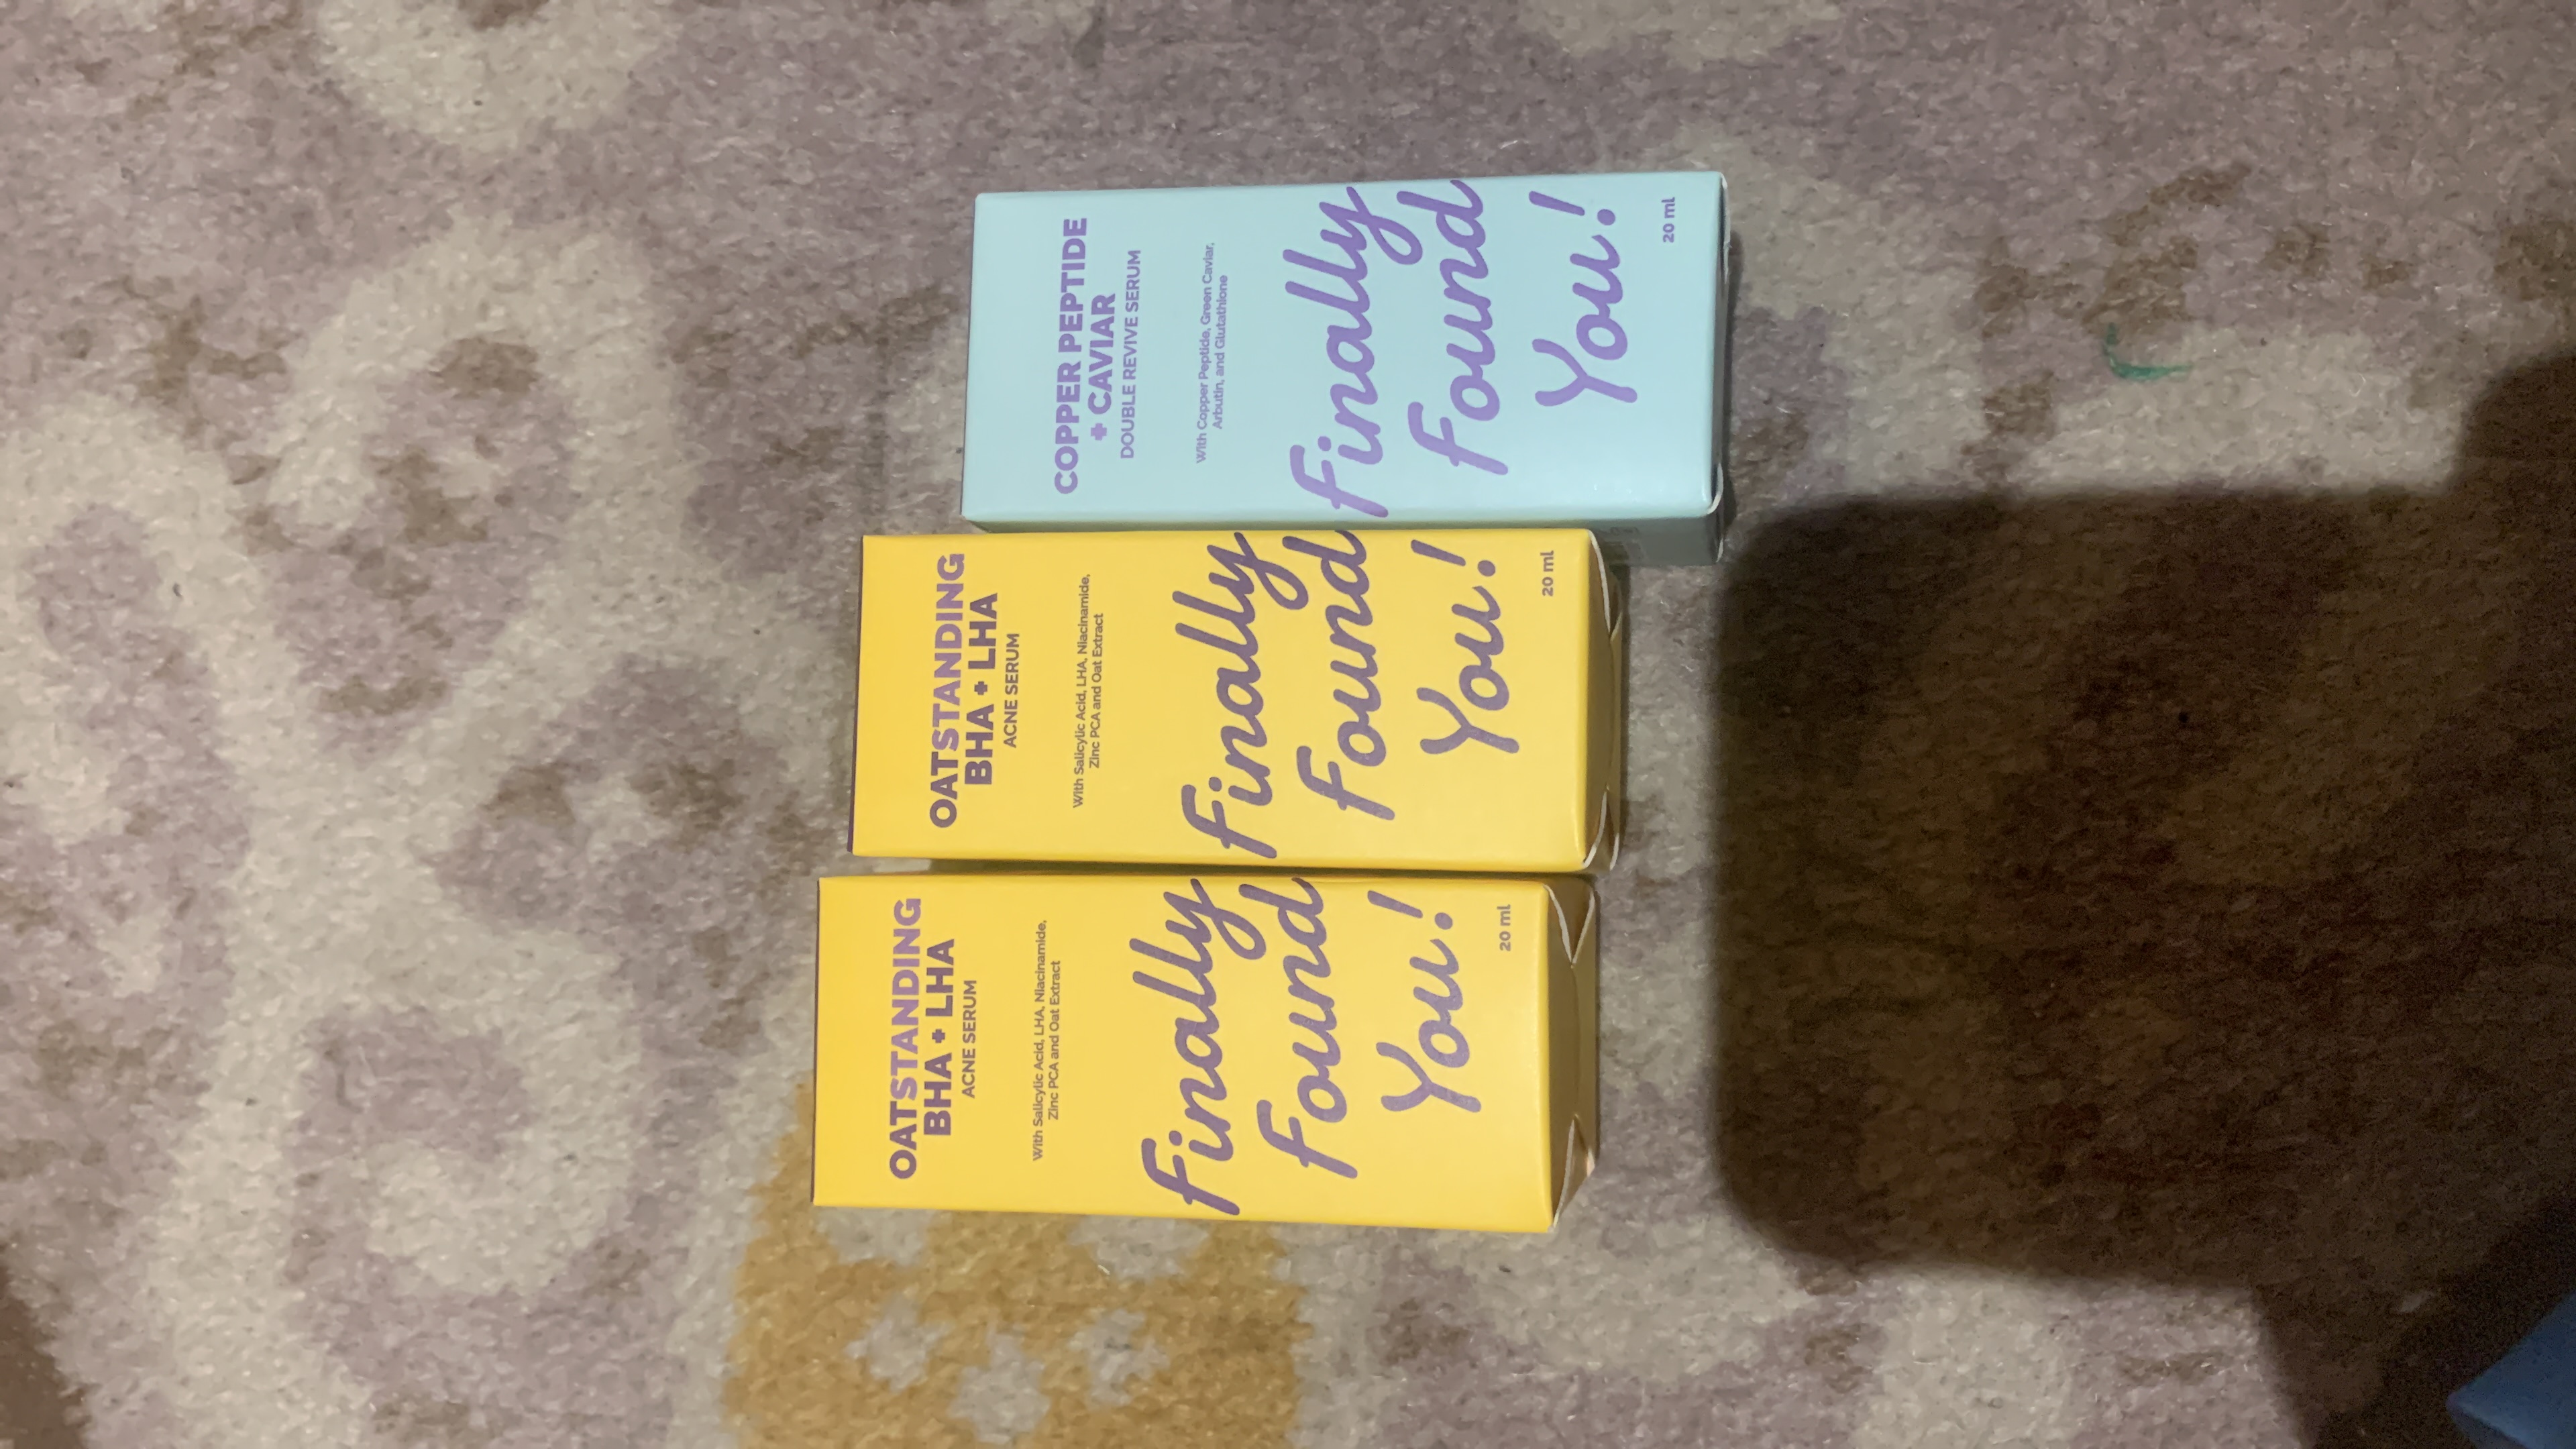 OATSTANDING
BHA + LHA
ACNE SERUM
With Salicylic Acid, LHA, Niacinamide,
Zinc PCA and Oat Extract
Finally
Found
You!
20 ml
OATSTANDING
BHA + LHA
ACNE SERUM
With Salicylic Acid, LHA, Niacinamide,
Zinc PCA and Oat Extract
Finally
Found
You!
20 ml
COPPER PEPTIDE
+ CAVIAR
DOUBLE REVIVE SERUM
With Copper Peptide, Green Caviar,
Arbutin, and Glutathione
Finally
Found
You!
20 ml